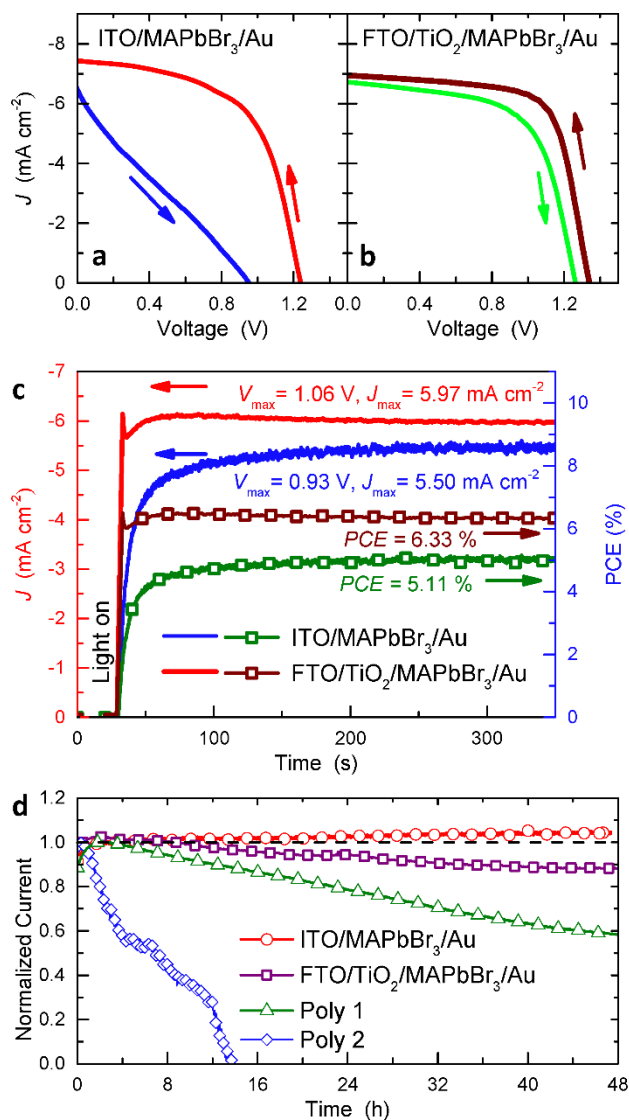 ITO/MAPbBr3/Au
FTO/TiO2/MAPbBr3/Au
-8
-6
-4
-2
0
J (mA cm-2)
a
b
0.0 0.4 0.8 1.2
0.0 0.4 0.8 1.2
Voltage (V)
Voltage (V)
c
-7
-6
-5
-4
-3
-2
-1
0
J (mA cm-2)
Vmax= 1.06 V, Jmax= 5.97 mA cm-2
Vmax= 0.93 V, Jmax= 5.50 mA cm-2
PCE = 6.33 %
PCE = 5.11 %
Light on
ITO/MAPbBr3/Au
FTO/TiO2/MAPbBr3/Au
10
8
6
4
2
0
PCE (%)
0 100 200 300
Time (s)
d
1.2
1.0
0.8
0.6
0.4
0.2
0.0
Normalized Current
ITO/MAPbBr3/Au
FTO/TiO2/MAPbBr3/Au
Poly 1
Poly 2
0 8 16 24 32 40 48
Time (h)